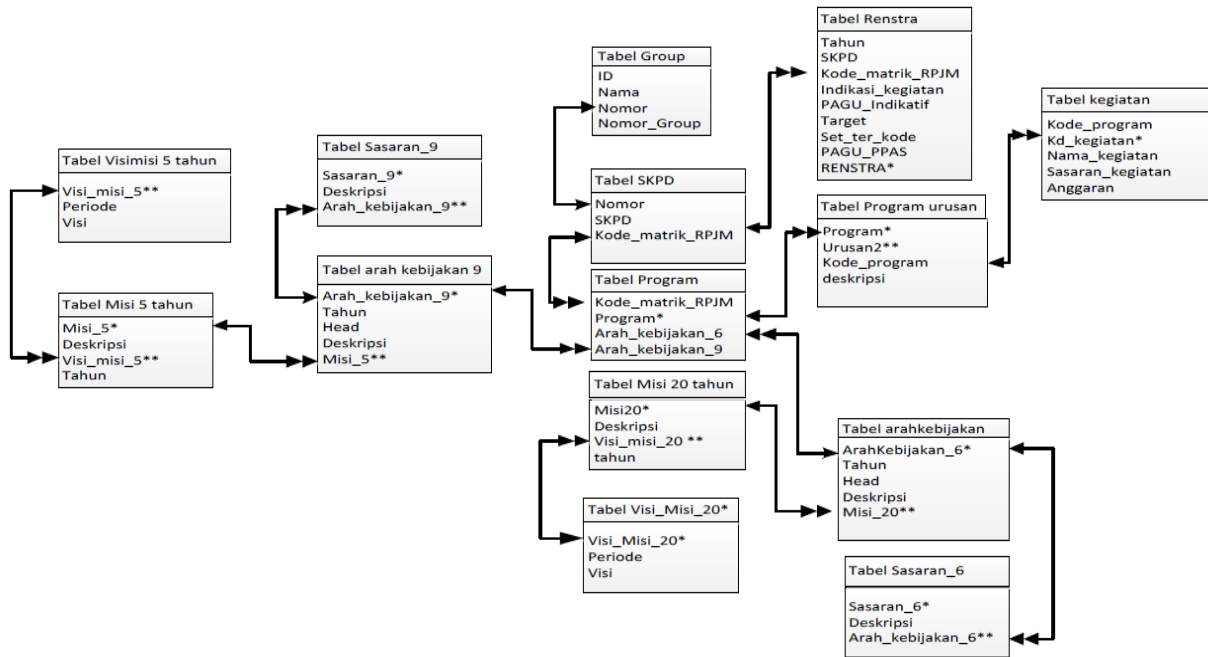 Tabel Visimisi 5 tahun
Visi_misi_5**
Periode
Visi
Tabel Misi 5 tahun
Misi_5*
Deskripsi
Visi_misi_5**
Tahun
Tabel Sasaran_9
Sasaran_9*
Deskripsi
Arah_kebijakan_9**
Tabel arah kebijakan 9
Arah_kebijakan_9*
Tahun
Head
Deskripsi
Misi_5**
Tabel Group
ID
Nama
Nomor
Nomor_Group
Tabel SKPD
Nomor
SKPD
Kode_matrik_RPJM
Tabel Program
Kode_matrik_RPJM
Program*
Arah_kebijakan_6
Arah_kebijakan_9
Tabel Misi 20 tahun
Misi20*
Deskripsi
Visi_misi_20 **
tahun
Tabel Visi_Misi_20*
Visi_Misi_20*
Periode
Visi
Tabel Renstra
Tahun
SKPD
Kode_matrik_RPJM
Indikasi_kegiatan
PAGU_Indikatif
Target
Set_ter_kode
PAGU_PPAS
RENSTRA*
Tabel Program urusan
Program*
Urusan2**
Kode_program
deskripsi
Tabel arahkebijakan
ArahKebijakan_6*
Tahun
Head
Deskripsi
Misi_20**
Tabel Sasaran_6
Sasaran_6*
Deskripsi
Arah_kebijakan_6**
Tabel kegiatan
Kode_program
Kd_kegiatan*
Nama_kegiatan
Sasaran_kegiatan
Anggaran